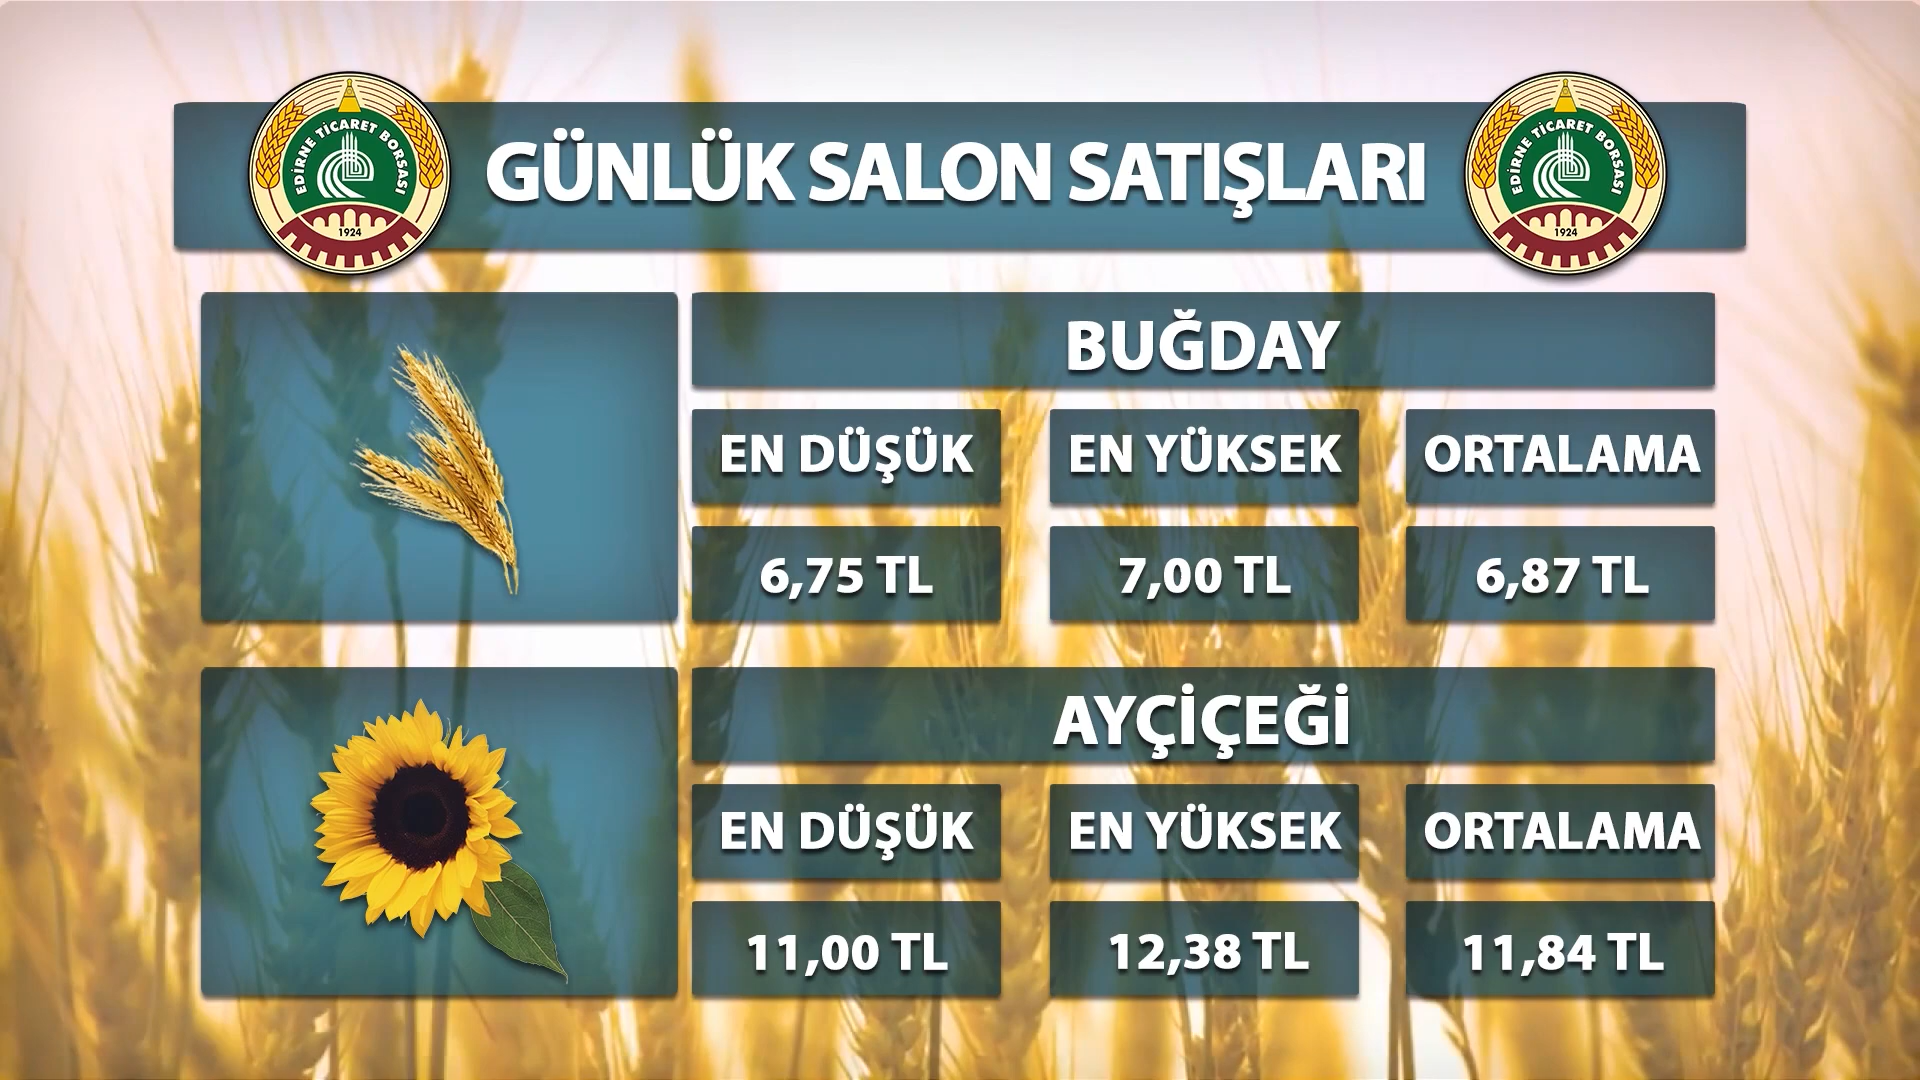 EDİRNE TİCARET BORSASI
1924
GÜNLÜK SALON SATIŞLARI
EDİRNE TİCARET BORSASI
1924
BUĞDAY
EN DÜŞÜK EN YÜKSEK ORTALAMA
6,75 TL 7,00 TL 6,87 TL
AYÇİÇEĞİ
EN DÜŞÜK EN YÜKSEK ORTALAMA
11,00 TL 12,38 TL 11,84 TL